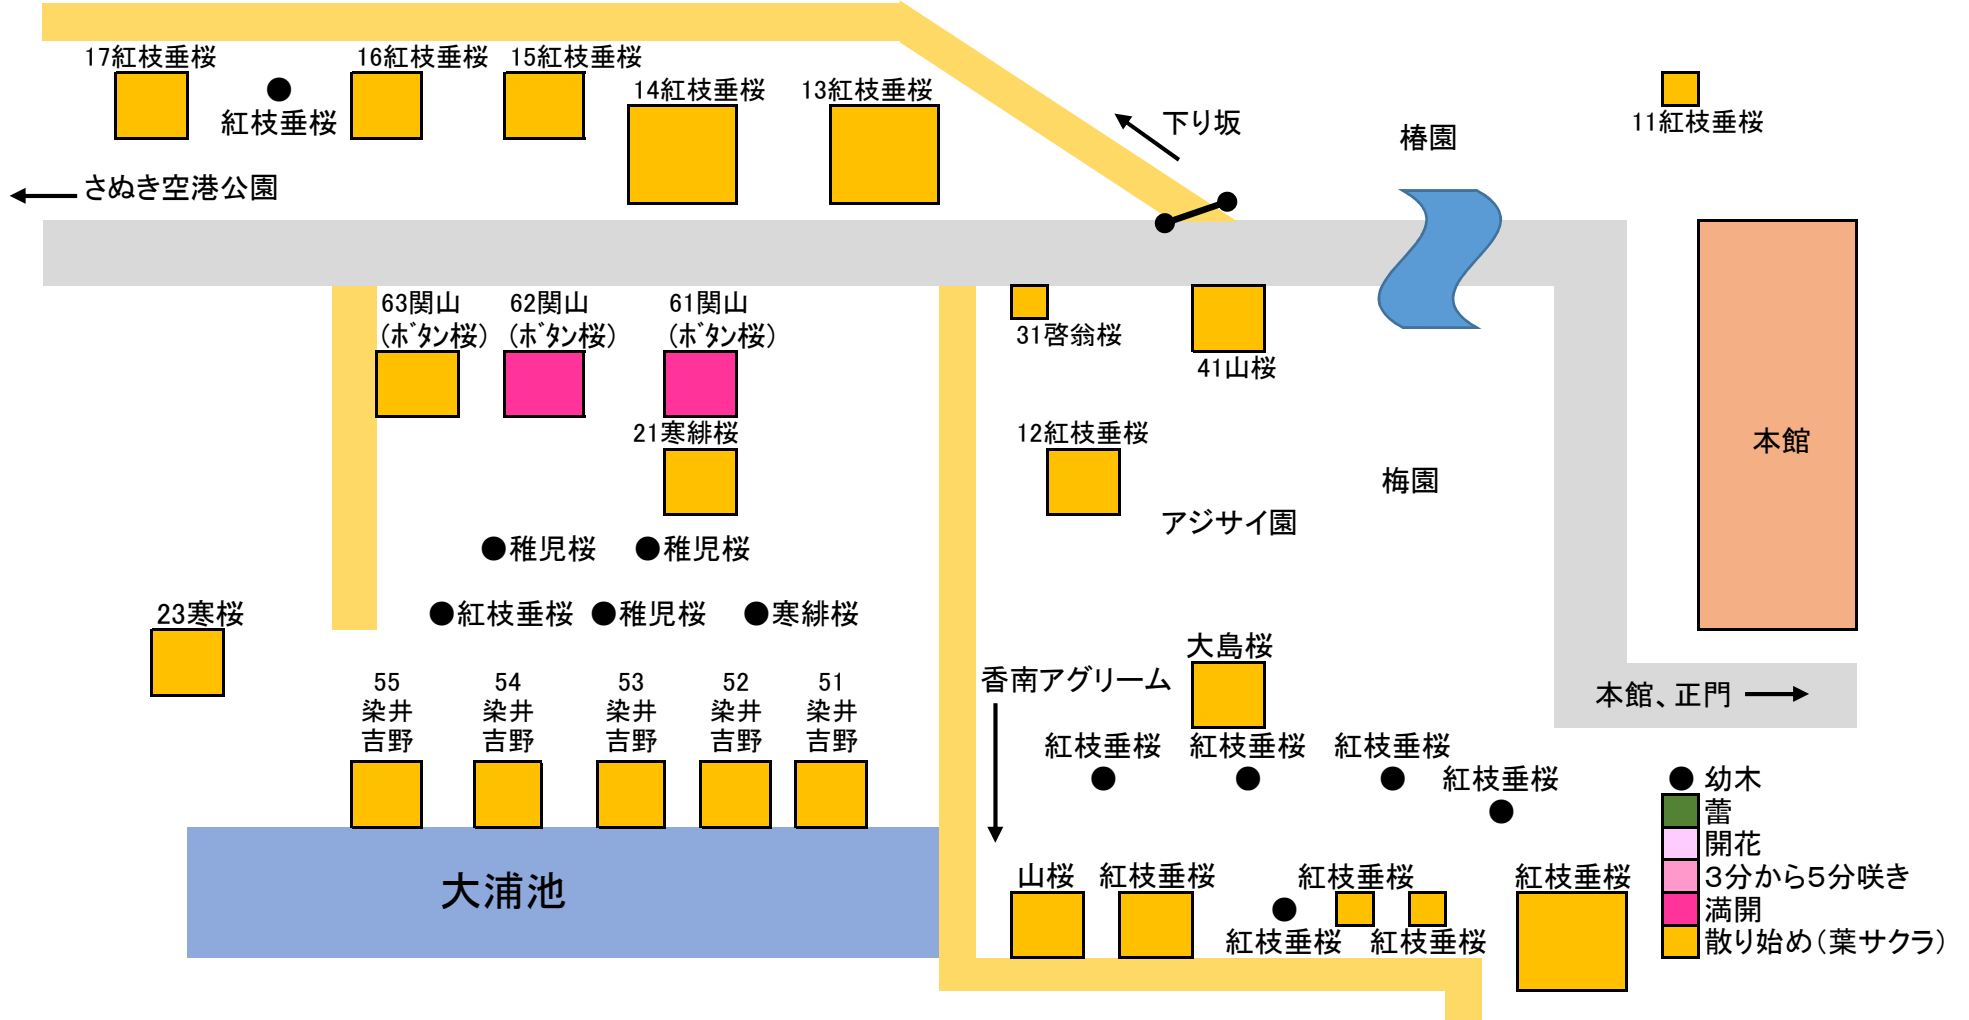 17紅枝垂桜
16紅枝垂桜
15紅枝垂桜
14紅枝垂桜
13紅枝垂桜
紅枝垂桜
下り坂
椿園
11紅枝垂桜
さぬき空港公園
63関山
(ﾎﾞﾀﾝ桜)
62関山
(ﾎﾞﾀﾝ桜)
61関山
(ﾎﾞﾀﾝ桜)
31啓翁桜
41山桜
21寒緋桜
12紅枝垂桜
本館
梅園
アジサイ園
●稚児桜
●稚児桜
23寒桜
●紅枝垂桜
●稚児桜
●寒緋桜
大島桜
香南アグリーム
本館、正門
55
染井
吉野
54
染井
吉野
53
染井
吉野
52
染井
吉野
51
染井
吉野
紅枝垂桜
紅枝垂桜
紅枝垂桜
紅枝垂桜
大浦池
山桜
紅枝垂桜
紅枝垂桜
紅枝垂桜
紅枝垂桜
紅枝垂桜
●幼木
蕾
開花
３分から５分咲き
満開
散り始め（葉サクラ）